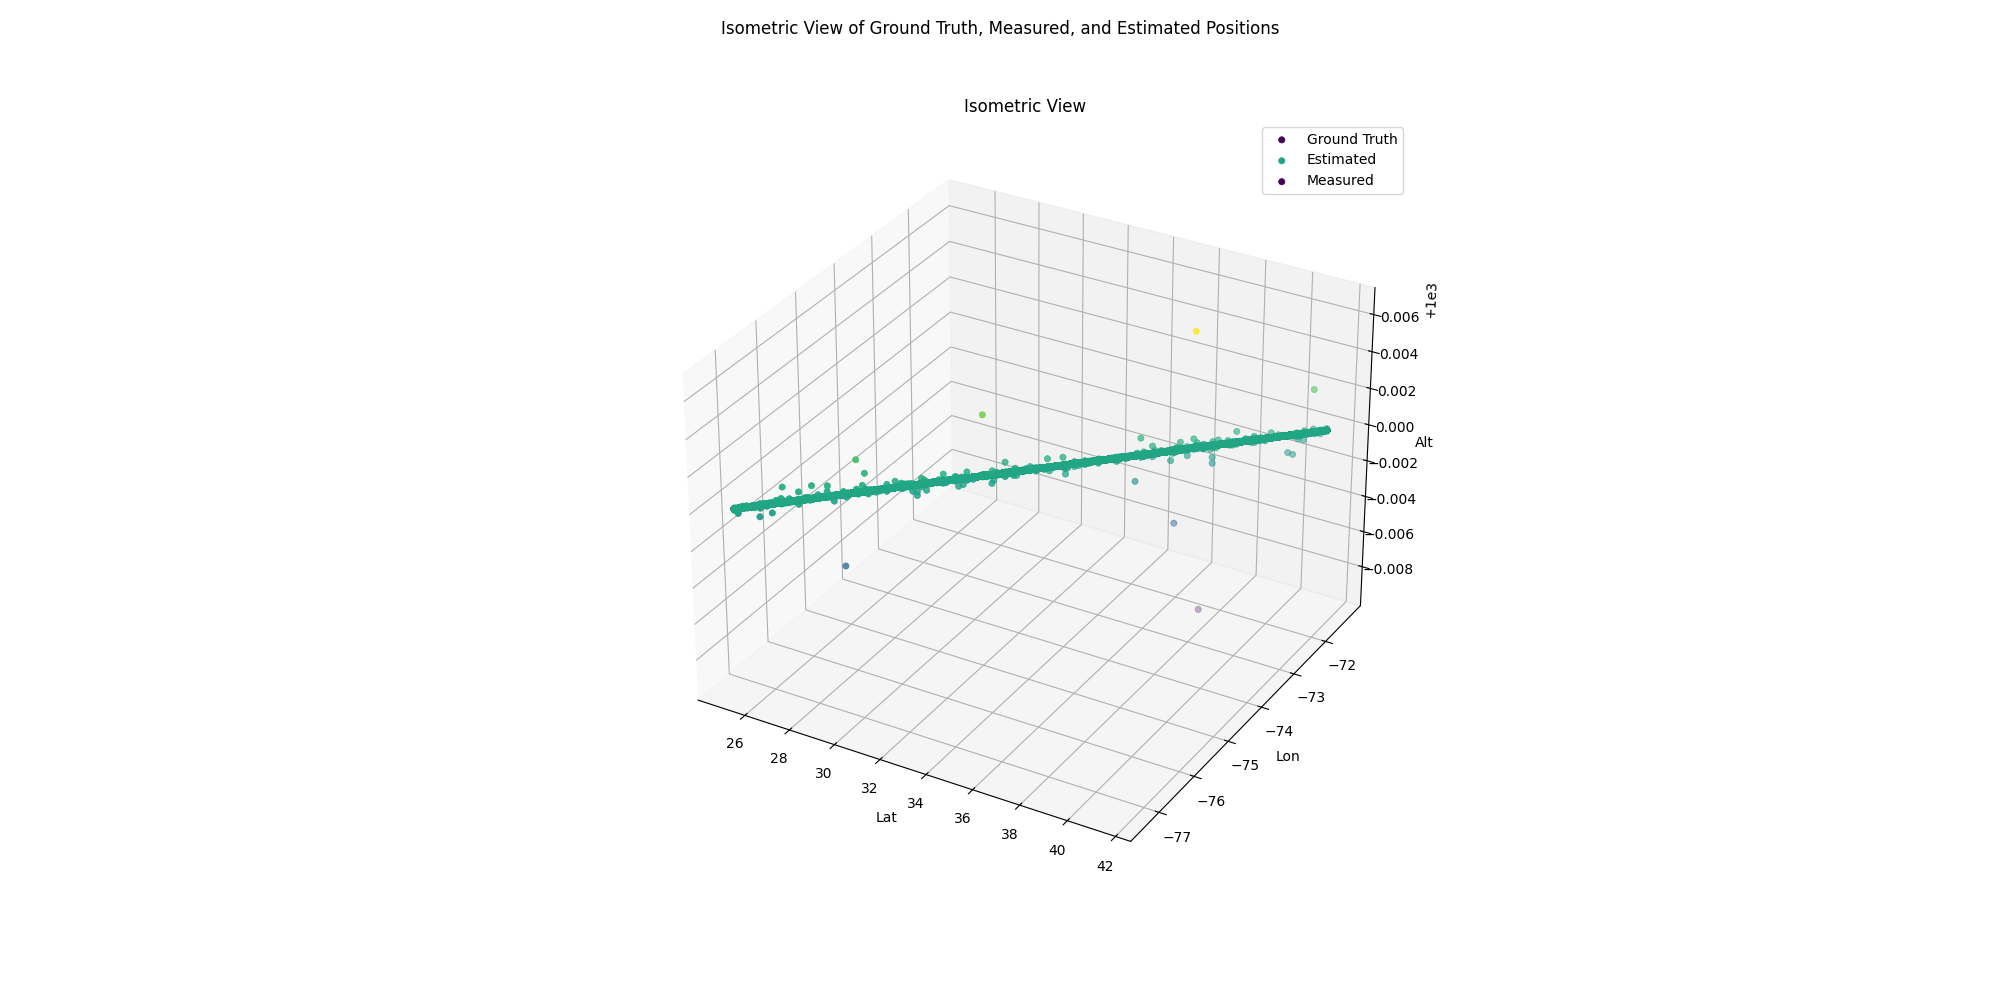 Isometric View of Ground Truth, Measured, and Estimated Positions
Isometric View
Ground Truth
Estimated
Measured
+1e3
0.006
0.004
0.002
0.000
−0.002
−0.004
−0.006
−0.008
Alt
−72
−73
−74
−75
−76
−77
Lon
26
28
30
32
34
36
38
40
42
Lat